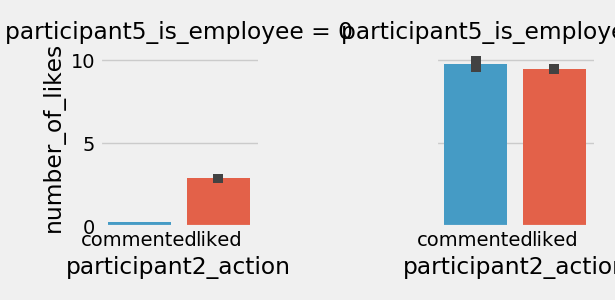 participant5_is_employee = 0
participant5_is_employe
number_of_likes
10
5
0
commented
liked
commented
liked
participant2_action
participant2_action